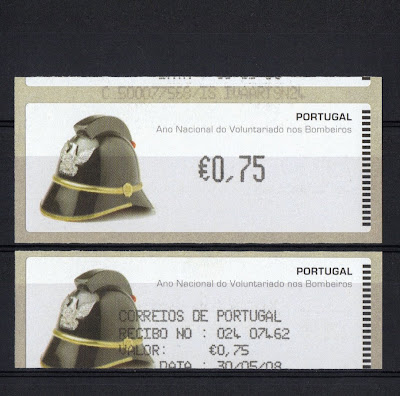 PORTUGAL
Ano Nacional do Voluntariado nos Bombeiros
€0,75
PORTUGAL
Ano Nacional do Voluntariado nos Bombeiros
CORREIOS DE PORTUGAL
RECIBO NO : 024 07462
VALOR: €0,75
DATA : 30/05/08